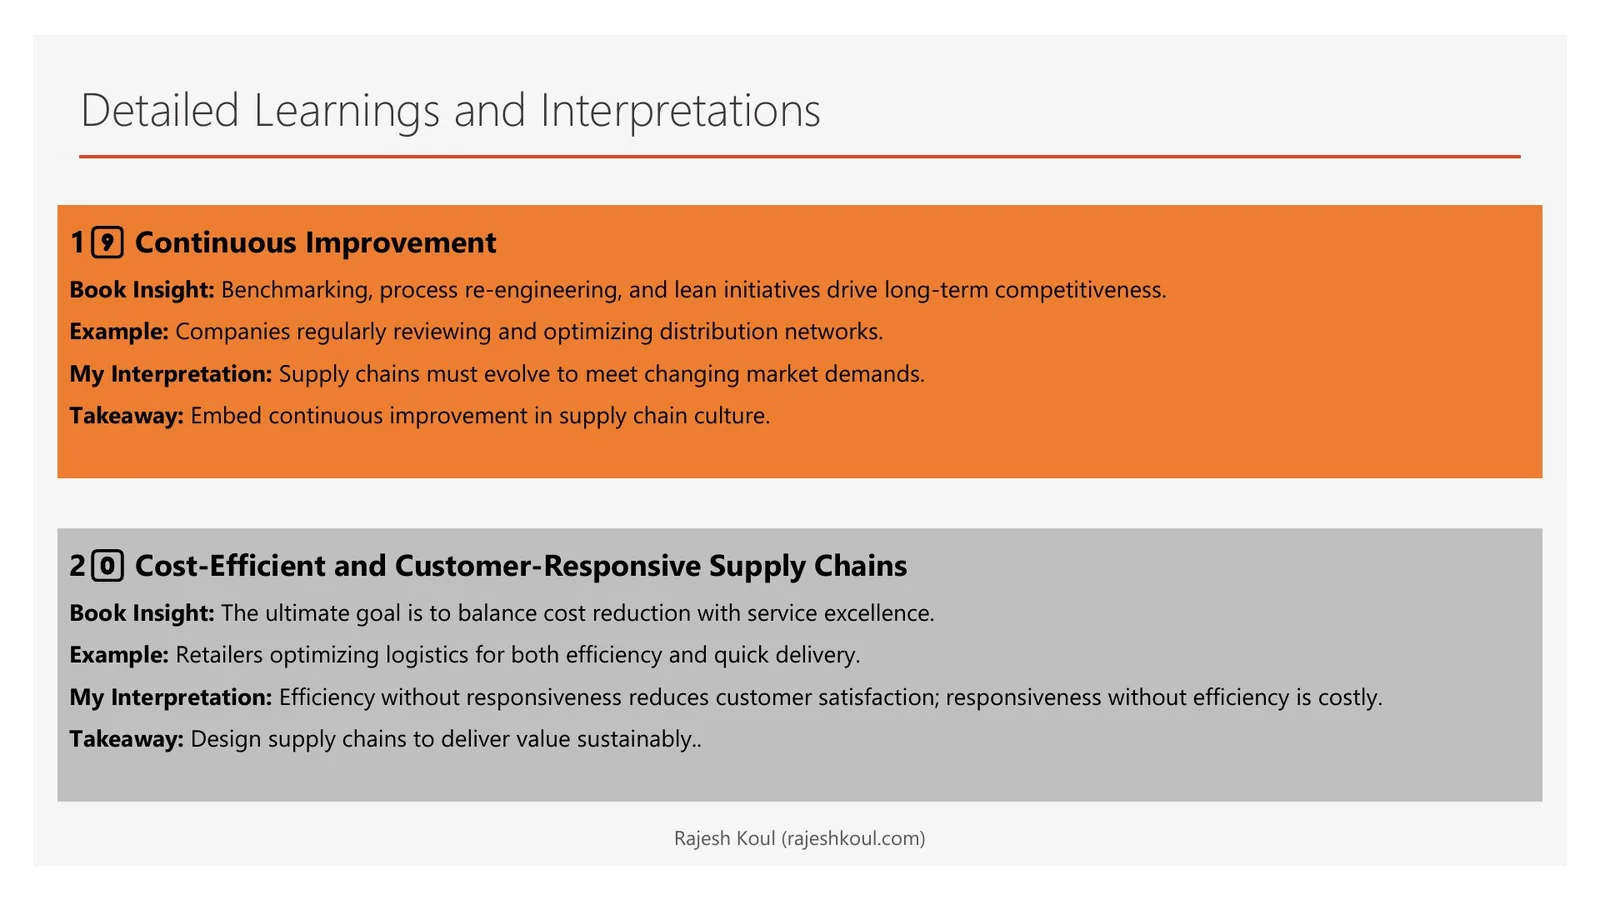 Detailed Learnings and Interpretations
1 9 Continuous Improvement
Book Insight: Benchmarking, process re-engineering, and lean initiatives drive long-term competitiveness.
Example: Companies regularly reviewing and optimizing distribution networks.
My Interpretation: Supply chains must evolve to meet changing market demands.
Takeaway: Embed continuous improvement in supply chain culture.
2 0 Cost-Efficient and Customer-Responsive Supply Chains
Book Insight: The ultimate goal is to balance cost reduction with service excellence.
Example: Retailers optimizing logistics for both efficiency and quick delivery.
My Interpretation: Efficiency without responsiveness reduces customer satisfaction; responsiveness without efficiency is costly.
Takeaway: Design supply chains to deliver value sustainably..
Rajesh Koul (rajeshkoul.com)